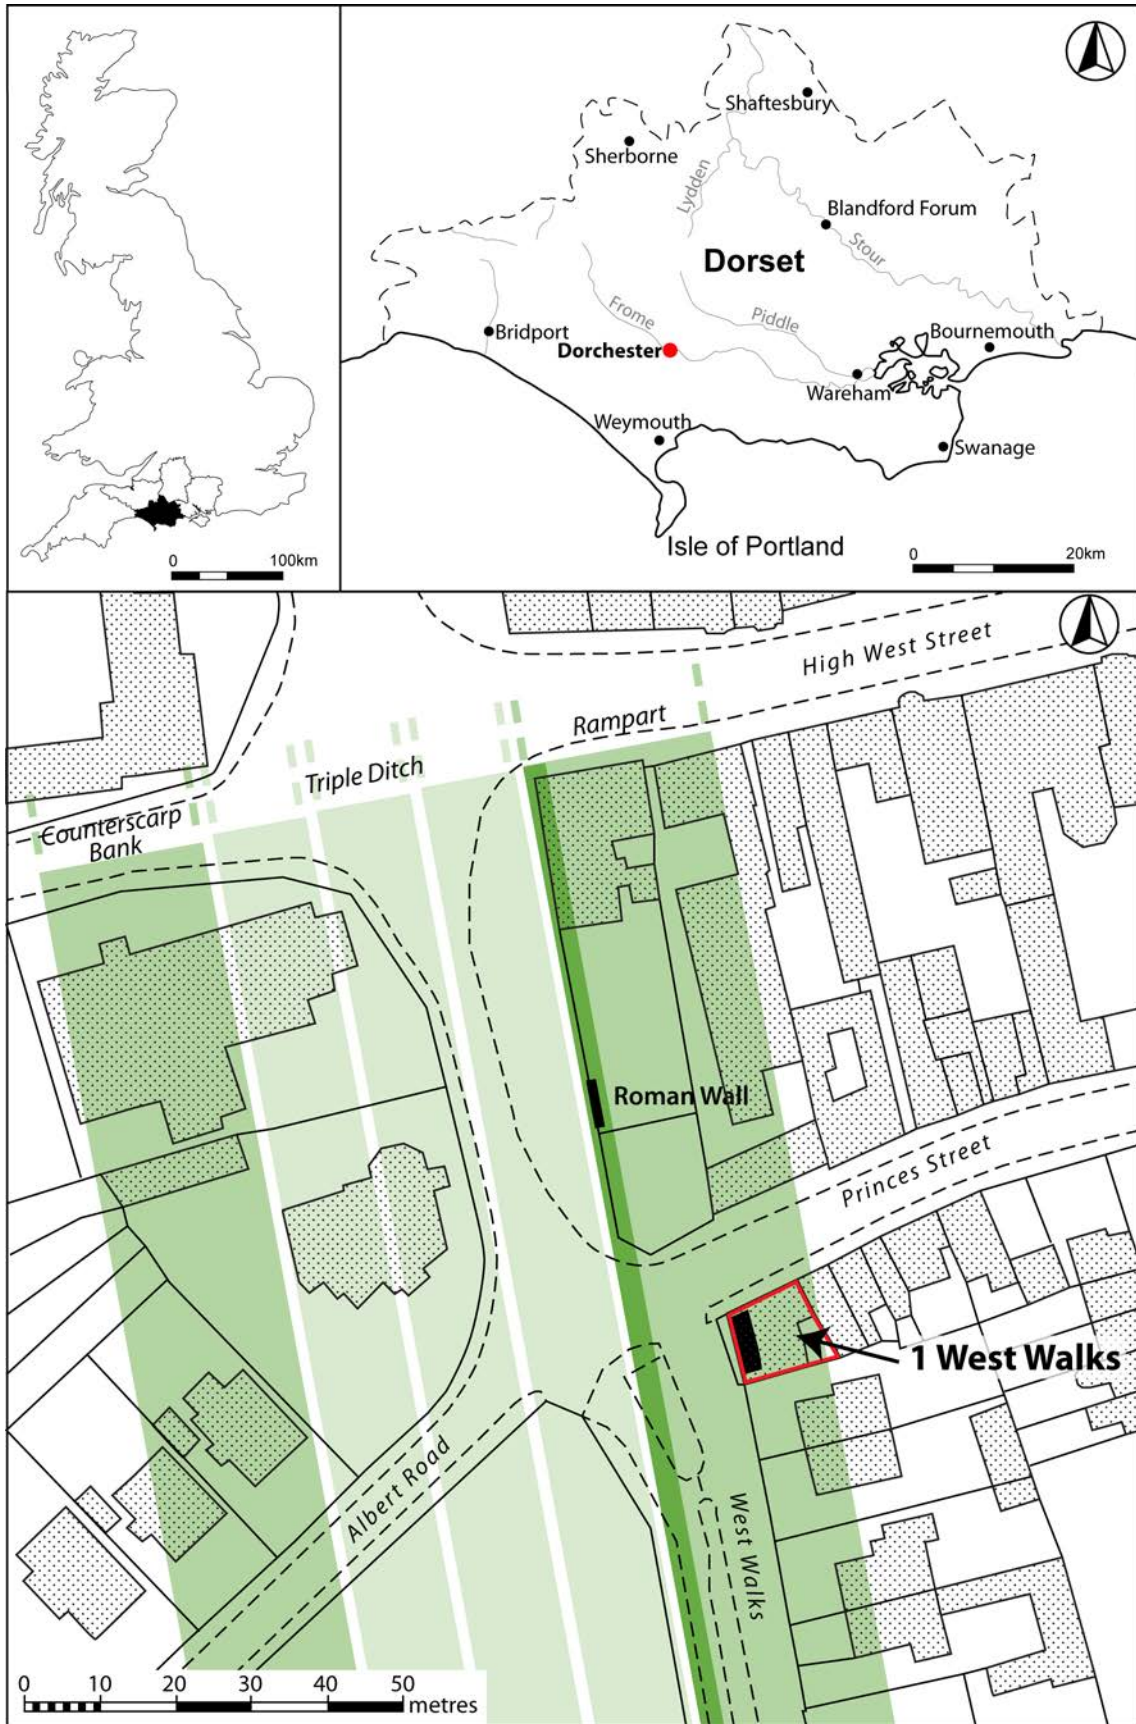 0 100km
Shaftesbury
Sherborne
Lydden
Blandford Forum
Stour
Dorset
Frome
Piddle
Bridport
Bournemouth
Dorchester
Wareham
Weymouth
Swanage
Isle of Portland
0 20km
High West Street
Rampart
Triple Ditch
Counterscarp
Bank
Roman Wall
Princes Street
1 West Walks
Albert Road
West Walks
0 10 20 30 40 50
metres